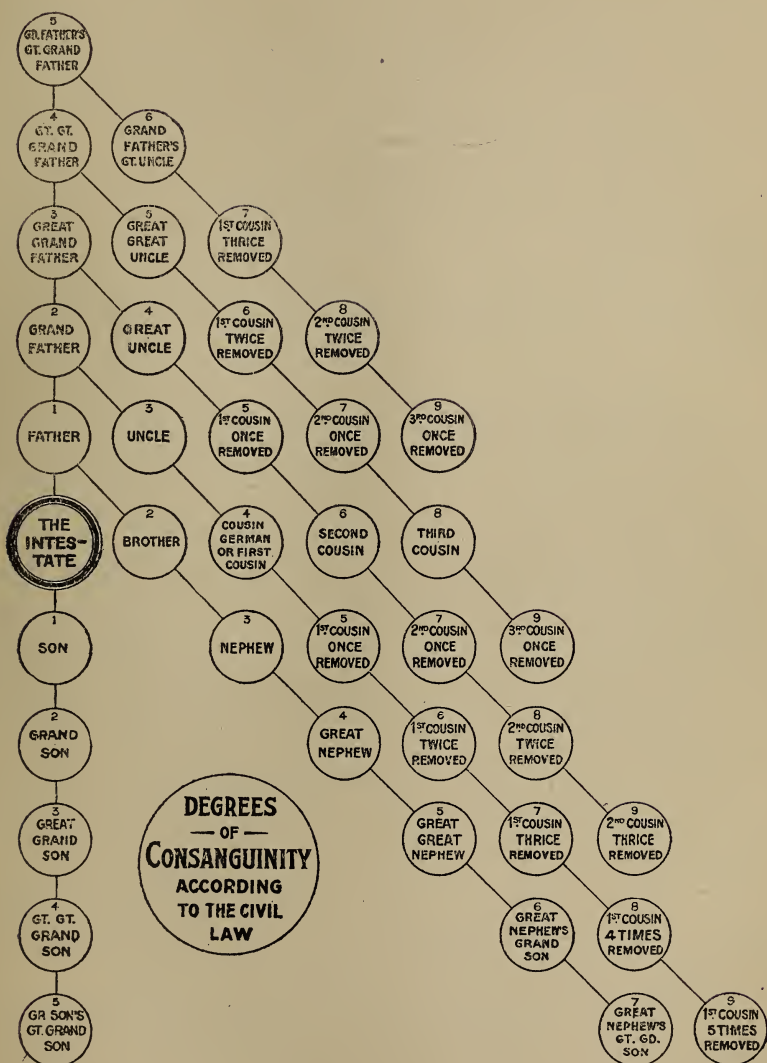 5
GR. FATHER'S
GT. GRAND
FATHER
4
GT. GT.
GRAND
FATHER
6
GRAND
FATHER'S
GT. UNCLE
3
GREAT
GRAND
FATHER
5
GREAT
GREAT
UNCLE
7
1ST COUSIN
THRICE
REMOVED
2
GRAND
FATHER
4
GREAT
UNCLE
6
1ST COUSIN
TWICE
REMOVED
8
2ND COUSIN
TWICE
REMOVED
1
FATHER
3
UNCLE
5
1ST COUSIN
ONCE
REMOVED
7
2ND COUSIN
ONCE
REMOVED
9
3RD COUSIN
ONCE
REMOVED
THE
INTES-
TATE
2
BROTHER
4
COUSIN
GERMAN
OR FIRST
COUSIN
6
SECOND
COUSIN
8
THIRD
COUSIN
1
SON
3
NEPHEW
5
1ST COUSIN
ONCE
REMOVED
7
2ND COUSIN
ONCE
REMOVED
9
3RD COUSIN
ONCE
REMOVED
2
GRAND
SON
4
GREAT
NEPHEW
6
1ST COUSIN
TWICE
REMOVED
8
2ND COUSIN
TWICE
REMOVED
3
GREAT
GRAND
SON
DEGREES
— OF —
CONSANGUINITY
ACCORDING
TO THE CIVIL
LAW
5
GREAT
GREAT
NEPHEW
7
1ST COUSIN
THRICE
REMOVED
9
2ND COUSIN
THRICE
REMOVED
4
GT. GT.
GRAND
SON
6
GREAT
NEPHEW'S
GRAND
SON
8
1ST COUSIN
4 TIMES
REMOVED
5
GR SON'S
GT. GRAND
SON
7
GREAT
NEPHEW'S
GT. GD.
SON
9
1ST COUSIN
5 TIMES
REMOVED